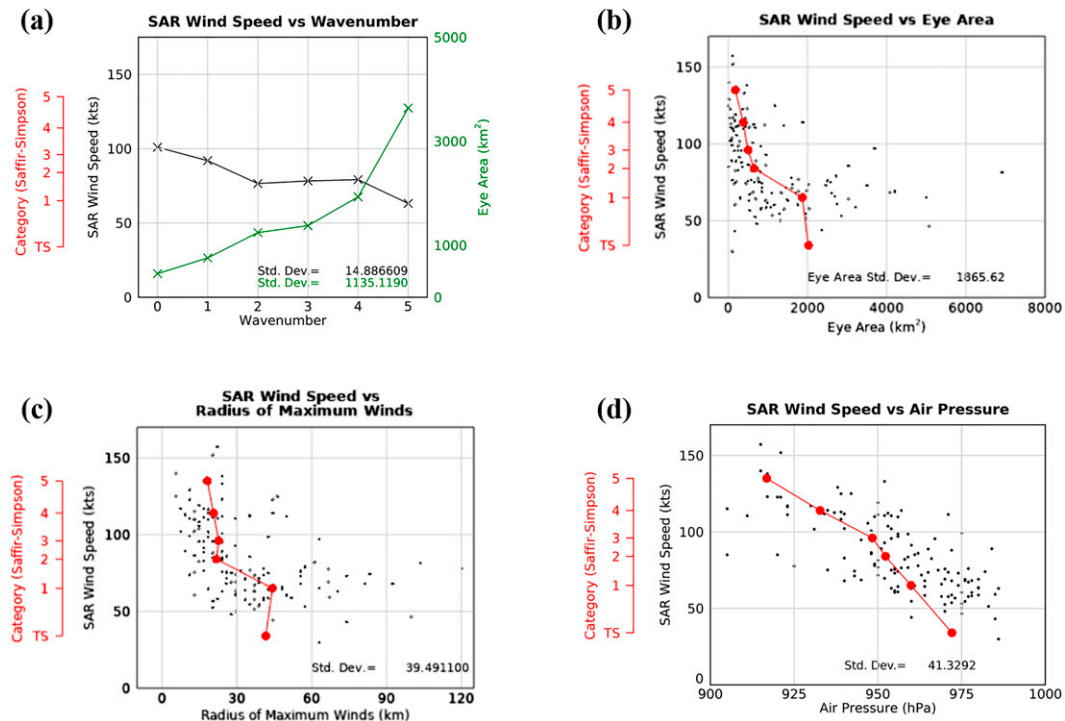 (a)
SAR Wind Speed vs Wavenumber
Category (Saffir-Simpson)
5
4
3
2
1
TS
SAR Wind Speed (kts)
150
100
50
0
5000
3000
1000
0
Eye Area (km²)
Std. Dev.= 14.886609
Std. Dev.= 1135.1190
0 1 2 3 4 5
Wavenumber
(b)
SAR Wind Speed vs Eye Area
Category (Saffir-Simpson)
5
4
3
2
1
TS
SAR Wind Speed (kts)
150
100
50
0
Eye Area Std. Dev.= 1865.62
0 2000 4000 6000 8000
Eye Area (km²)
(c)
SAR Wind Speed vs
Radius of Maximum Winds
Category (Saffir-Simpson)
5
4
3
2
1
TS
SAR Wind Speed (kts)
150
100
50
0
Std. Dev.= 39.491100
0 30 60 90 120
Radius of Maximum Winds (km)
(d)
SAR Wind Speed vs Air Pressure
Category (Saffir-Simpson)
5
4
3
2
1
TS
SAR Wind Speed (kts)
150
100
50
0
Std. Dev.= 41.3292
900 925 950 975 1000
Air Pressure (hPa)